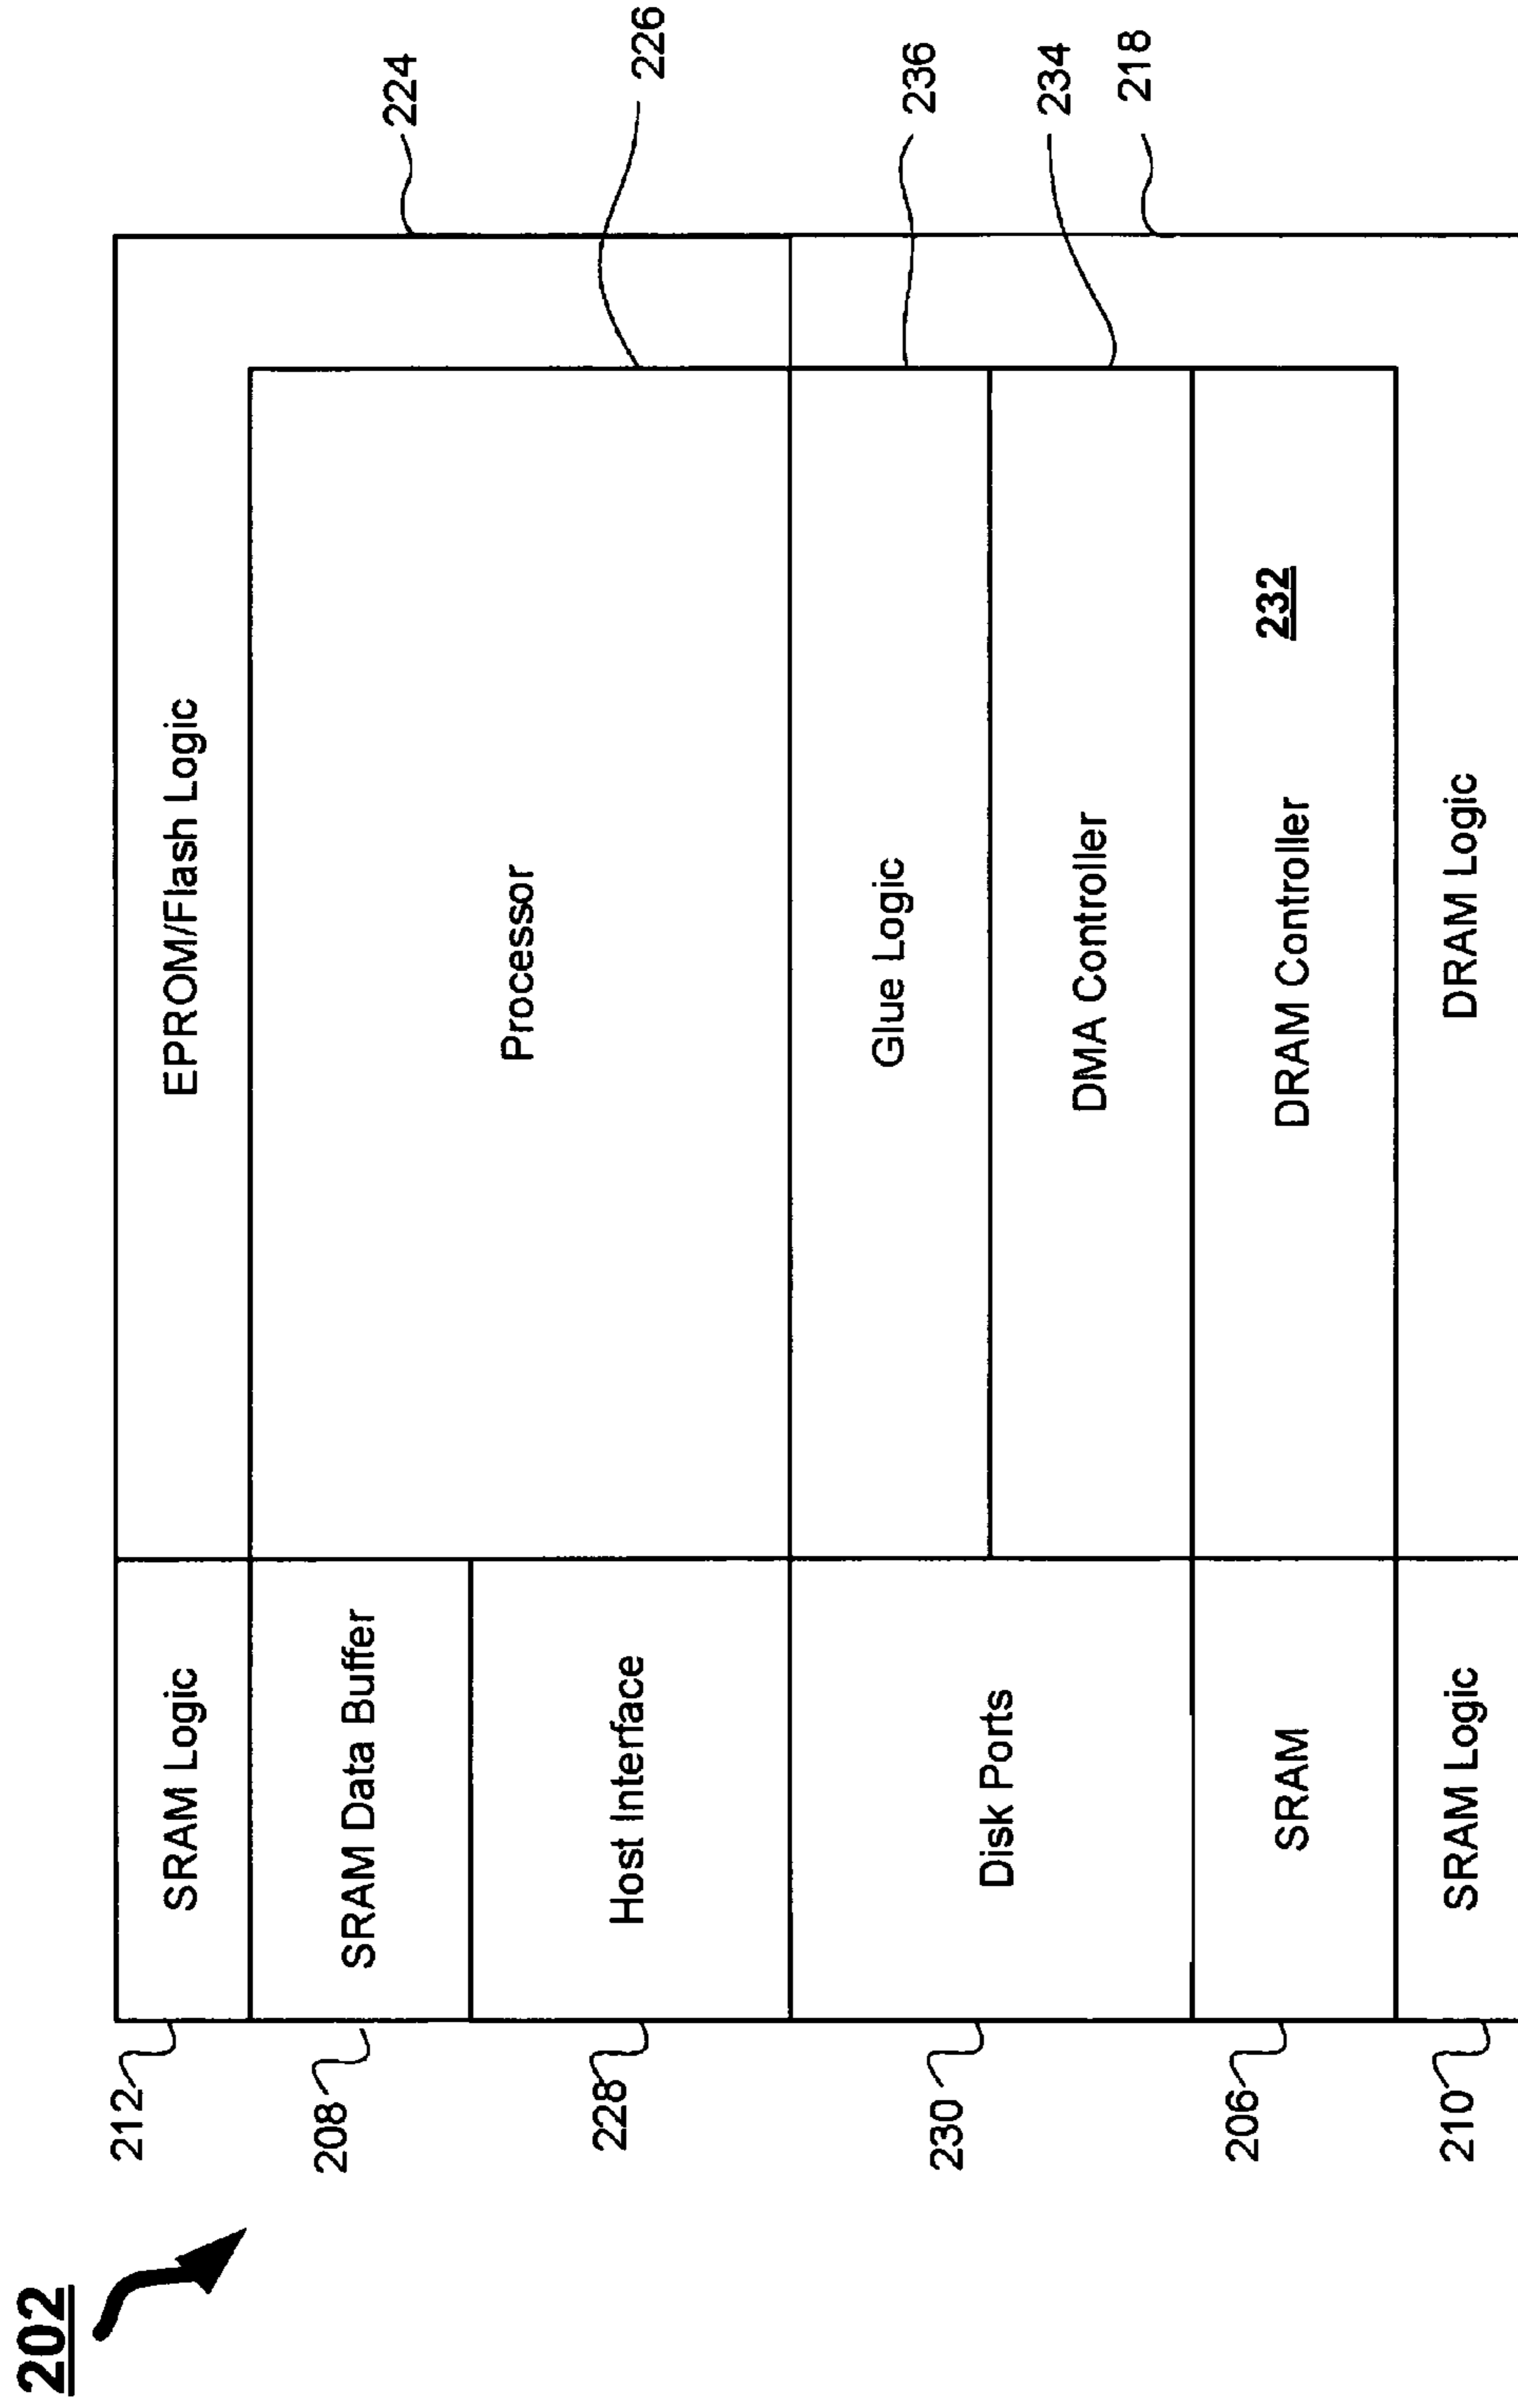 202
212
SRAM Logic
EPROM/Flash Logic
224
208
SRAM Data Buffer
Processor
226
228
Host Interface
230
Disk Ports
Glue Logic
236
DMA Controller
234
206
SRAM
DRAM Controller
232
218
210
SRAM Logic
DRAM Logic